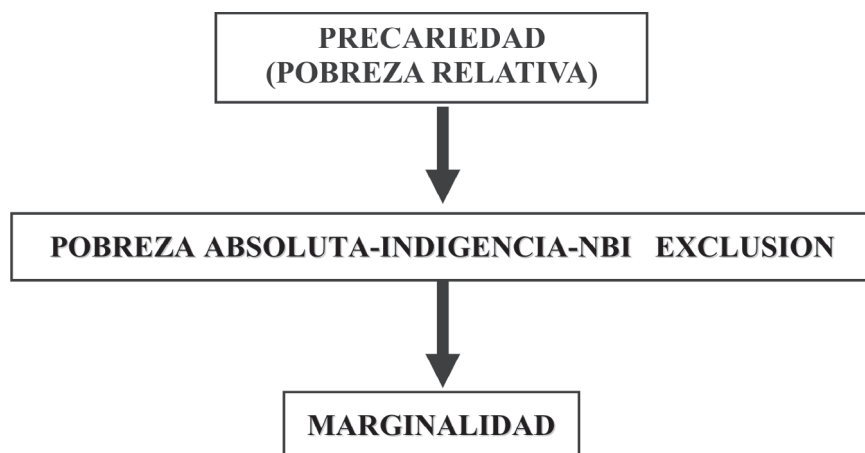 PRECARIEDAD
(POBREZA RELATIVA)
POBREZA ABSOLUTA-INDIGENCIA-NBI EXCLUSION
MARGINALIDAD